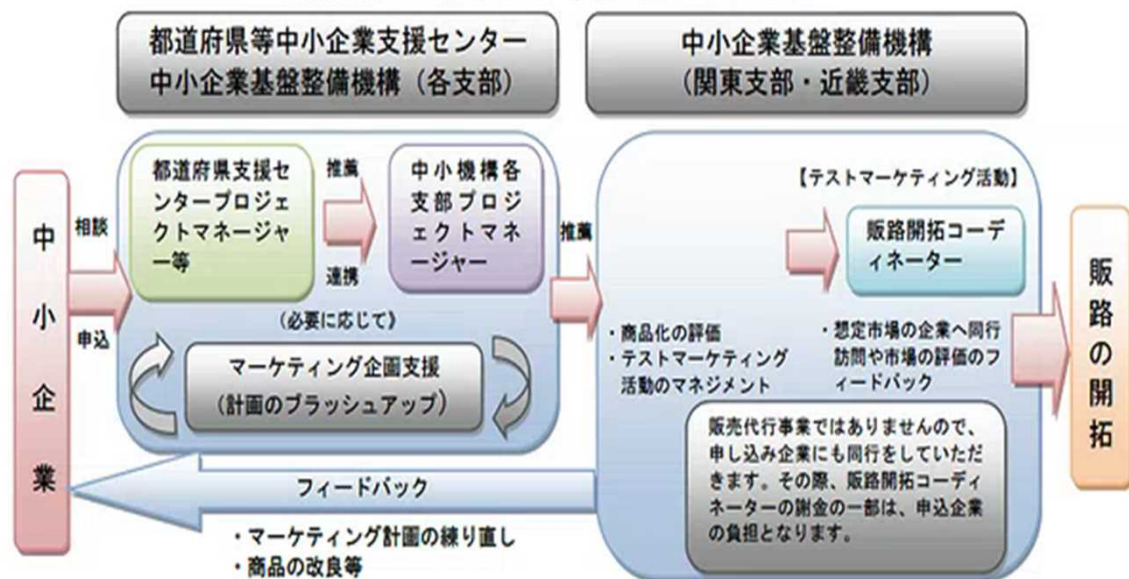 都道府県等中小企業支援センター
中小企業基盤整備機構（各支部）
中小企業基盤整備機構
（関東支部・近畿支部）
中小企業
相談
申込
都道府県支援セ
ンタープロジェ
クトマネージャ
ー等
推薦
連携
中小機構各
支部プロジ
ェクトマネ
ージャー
（必要に応じて》
マーケティング企画支援
（計画のブラッシュアップ）
推薦
【テストマーケティング活動】
販路開拓コーデ
ィネーター
・商品化の評価
・テストマーケティング
活動のマネジメント
・想定市場の企業へ同行
訪問や市場の評価のフ
ィードバック
販売代行事業ではありませんので、
申し込み企業にも同行をしていただ
きます。その際、販路開拓コーディ
ネーターの謝金の一部は、申込企業
の負担となります。
販路の開拓
フィードバック
・マーケティング計画の練り直し
・商品の改良等